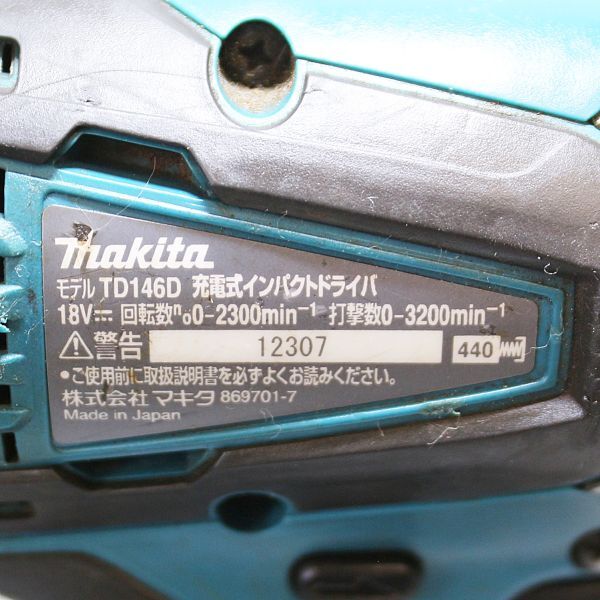 makita
モデル TD146D 充電式インパクトドライバ
18V⎓ 回転数n₀0-2300min⁻¹ 打撃数0-3200min⁻¹
⚠警告 12307 440
•ご使用前に取扱説明書を必ずよくお読みください。
株式会社 マキタ 869701-7
Made in Japan